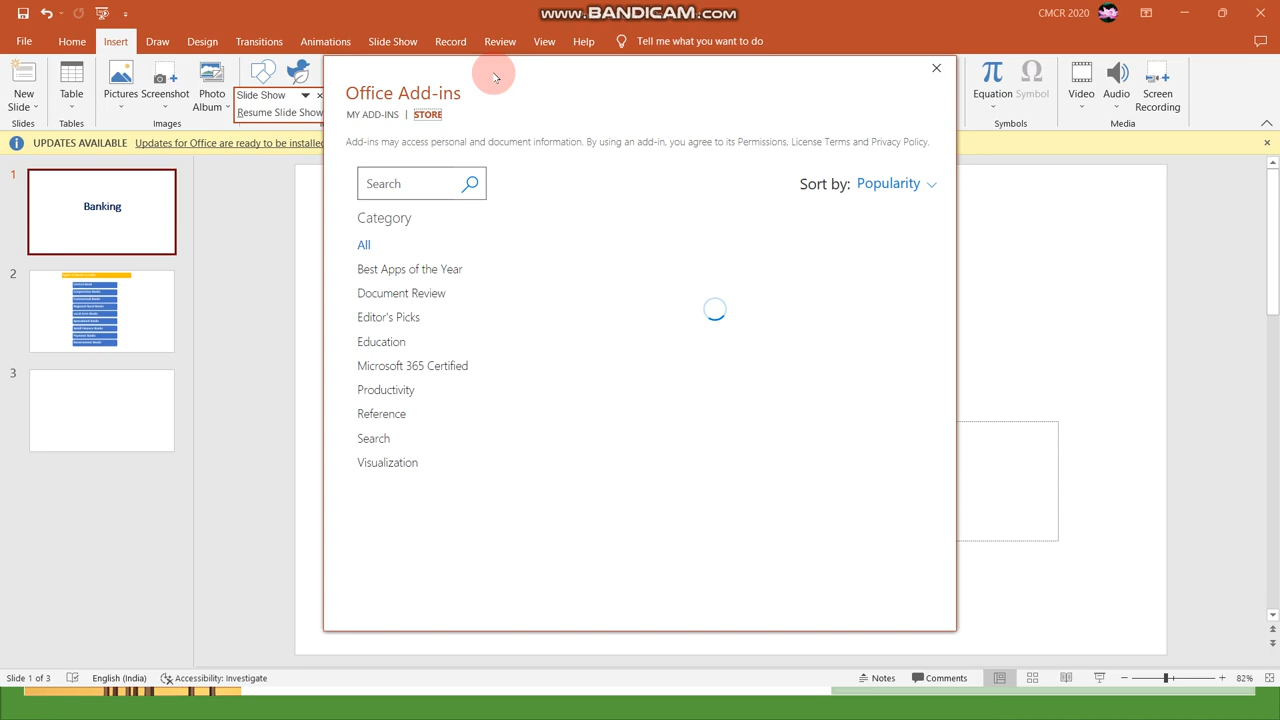 www.BANDICAM.com
CMCR 2020
File Home Insert Draw Design Transitions Animations Slide Show Record Review View Help Tell me what you want to do
New Slide
Table
Pictures
Screenshot
Photo Album
Slide Show
Resume Slide Show
Equation
Symbol
Video
Audio
Screen Recording
Slides
Tables
Images
Symbols
Media
UPDATES AVAILABLE Updates for Office are ready to be installe
Office Add-ins
MY ADD-INS | STORE
Add-ins may access personal and document information. By using an add-in, you agree to its Permissions, License Terms and Privacy Policy.
Search
Sort by: Popularity
Category
All
Best Apps of the Year
Document Review
Editor's Picks
Education
Microsoft 365 Certified
Productivity
Reference
Search
Visualization
1
Banking
2
3
Slide 1 of 3 English (India) Accessibility: Investigate Notes Comments 82%